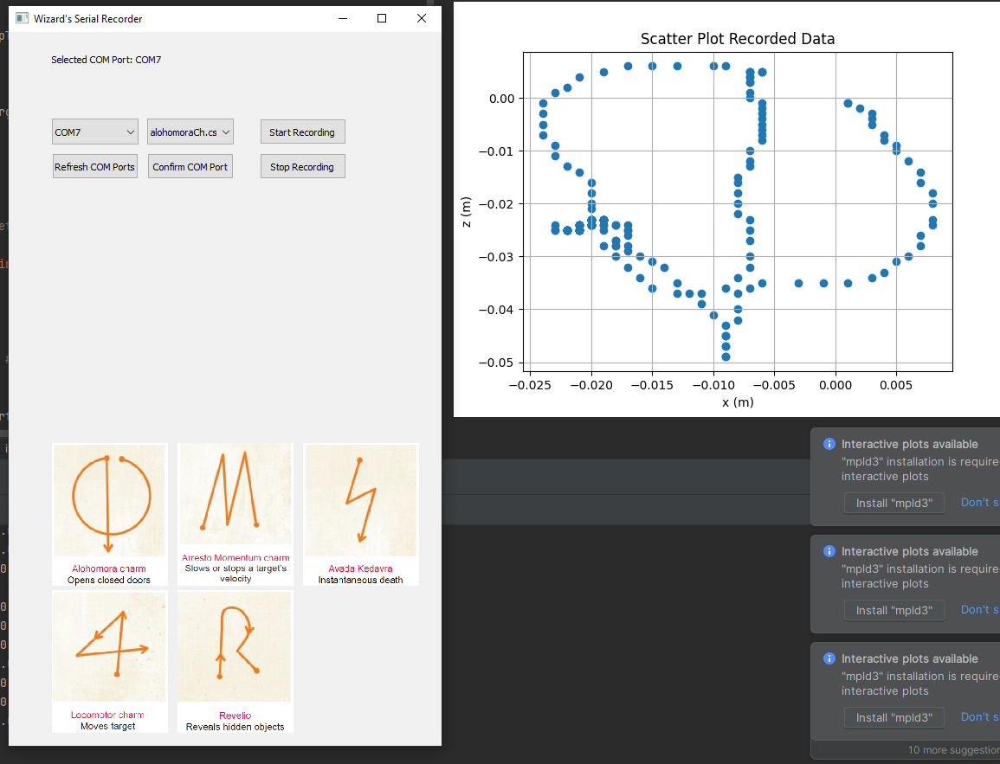 Wizard's Serial Recorder
Selected COM Port: COM7
COM7
alohomoraCh.cs
Start Recording
Refresh COM Ports
Confirm COM Port
Stop Recording
Alohomora charm
Opens closed doors
Arresto Momentum charm
Slows or stops a target's
velocity
Avada Kedavra
Instantaneous death
Locomotor charm
Moves target
Revelio
Reveals hidden objects
Scatter Plot Recorded Data
0.00
−0.01
−0.02
−0.03
−0.04
−0.05
z (m)
−0.025 −0.020 −0.015 −0.010 −0.005 0.000 0.005
x (m)
Interactive plots available
"mpld3" installation is require
interactive plots
Install "mpld3" Don't s
Interactive plots available
"mpld3" installation is require
interactive plots
Install "mpld3" Don't s
Interactive plots available
"mpld3" installation is require
interactive plots
Install "mpld3" Don't s
10 more suggestion